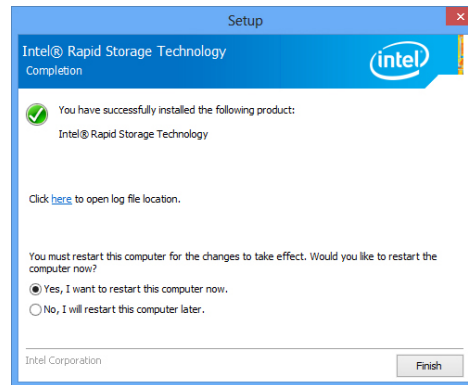 Setup
Intel® Rapid Storage Technology
Completion
intel
You have successfully installed the following product:
Intel® Rapid Storage Technology
Click here to open log file location.
You must restart this computer for the changes to take effect. Would you like to restart the
computer now?
Yes, I want to restart this computer now.
No, I will restart this computer later.
Intel Corporation
Finish